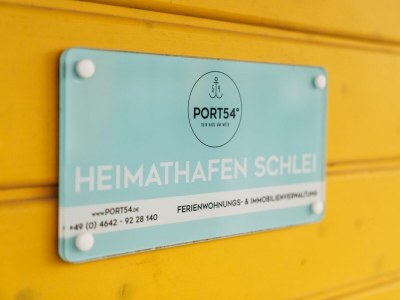 PORT54°
HEIMATHAFEN SCHLEI
www.PORT54.de
FERIENWOHNUNGS- & IMMOBILIENVERWALTUNG
+49 (0) 4642 - 92 28 140